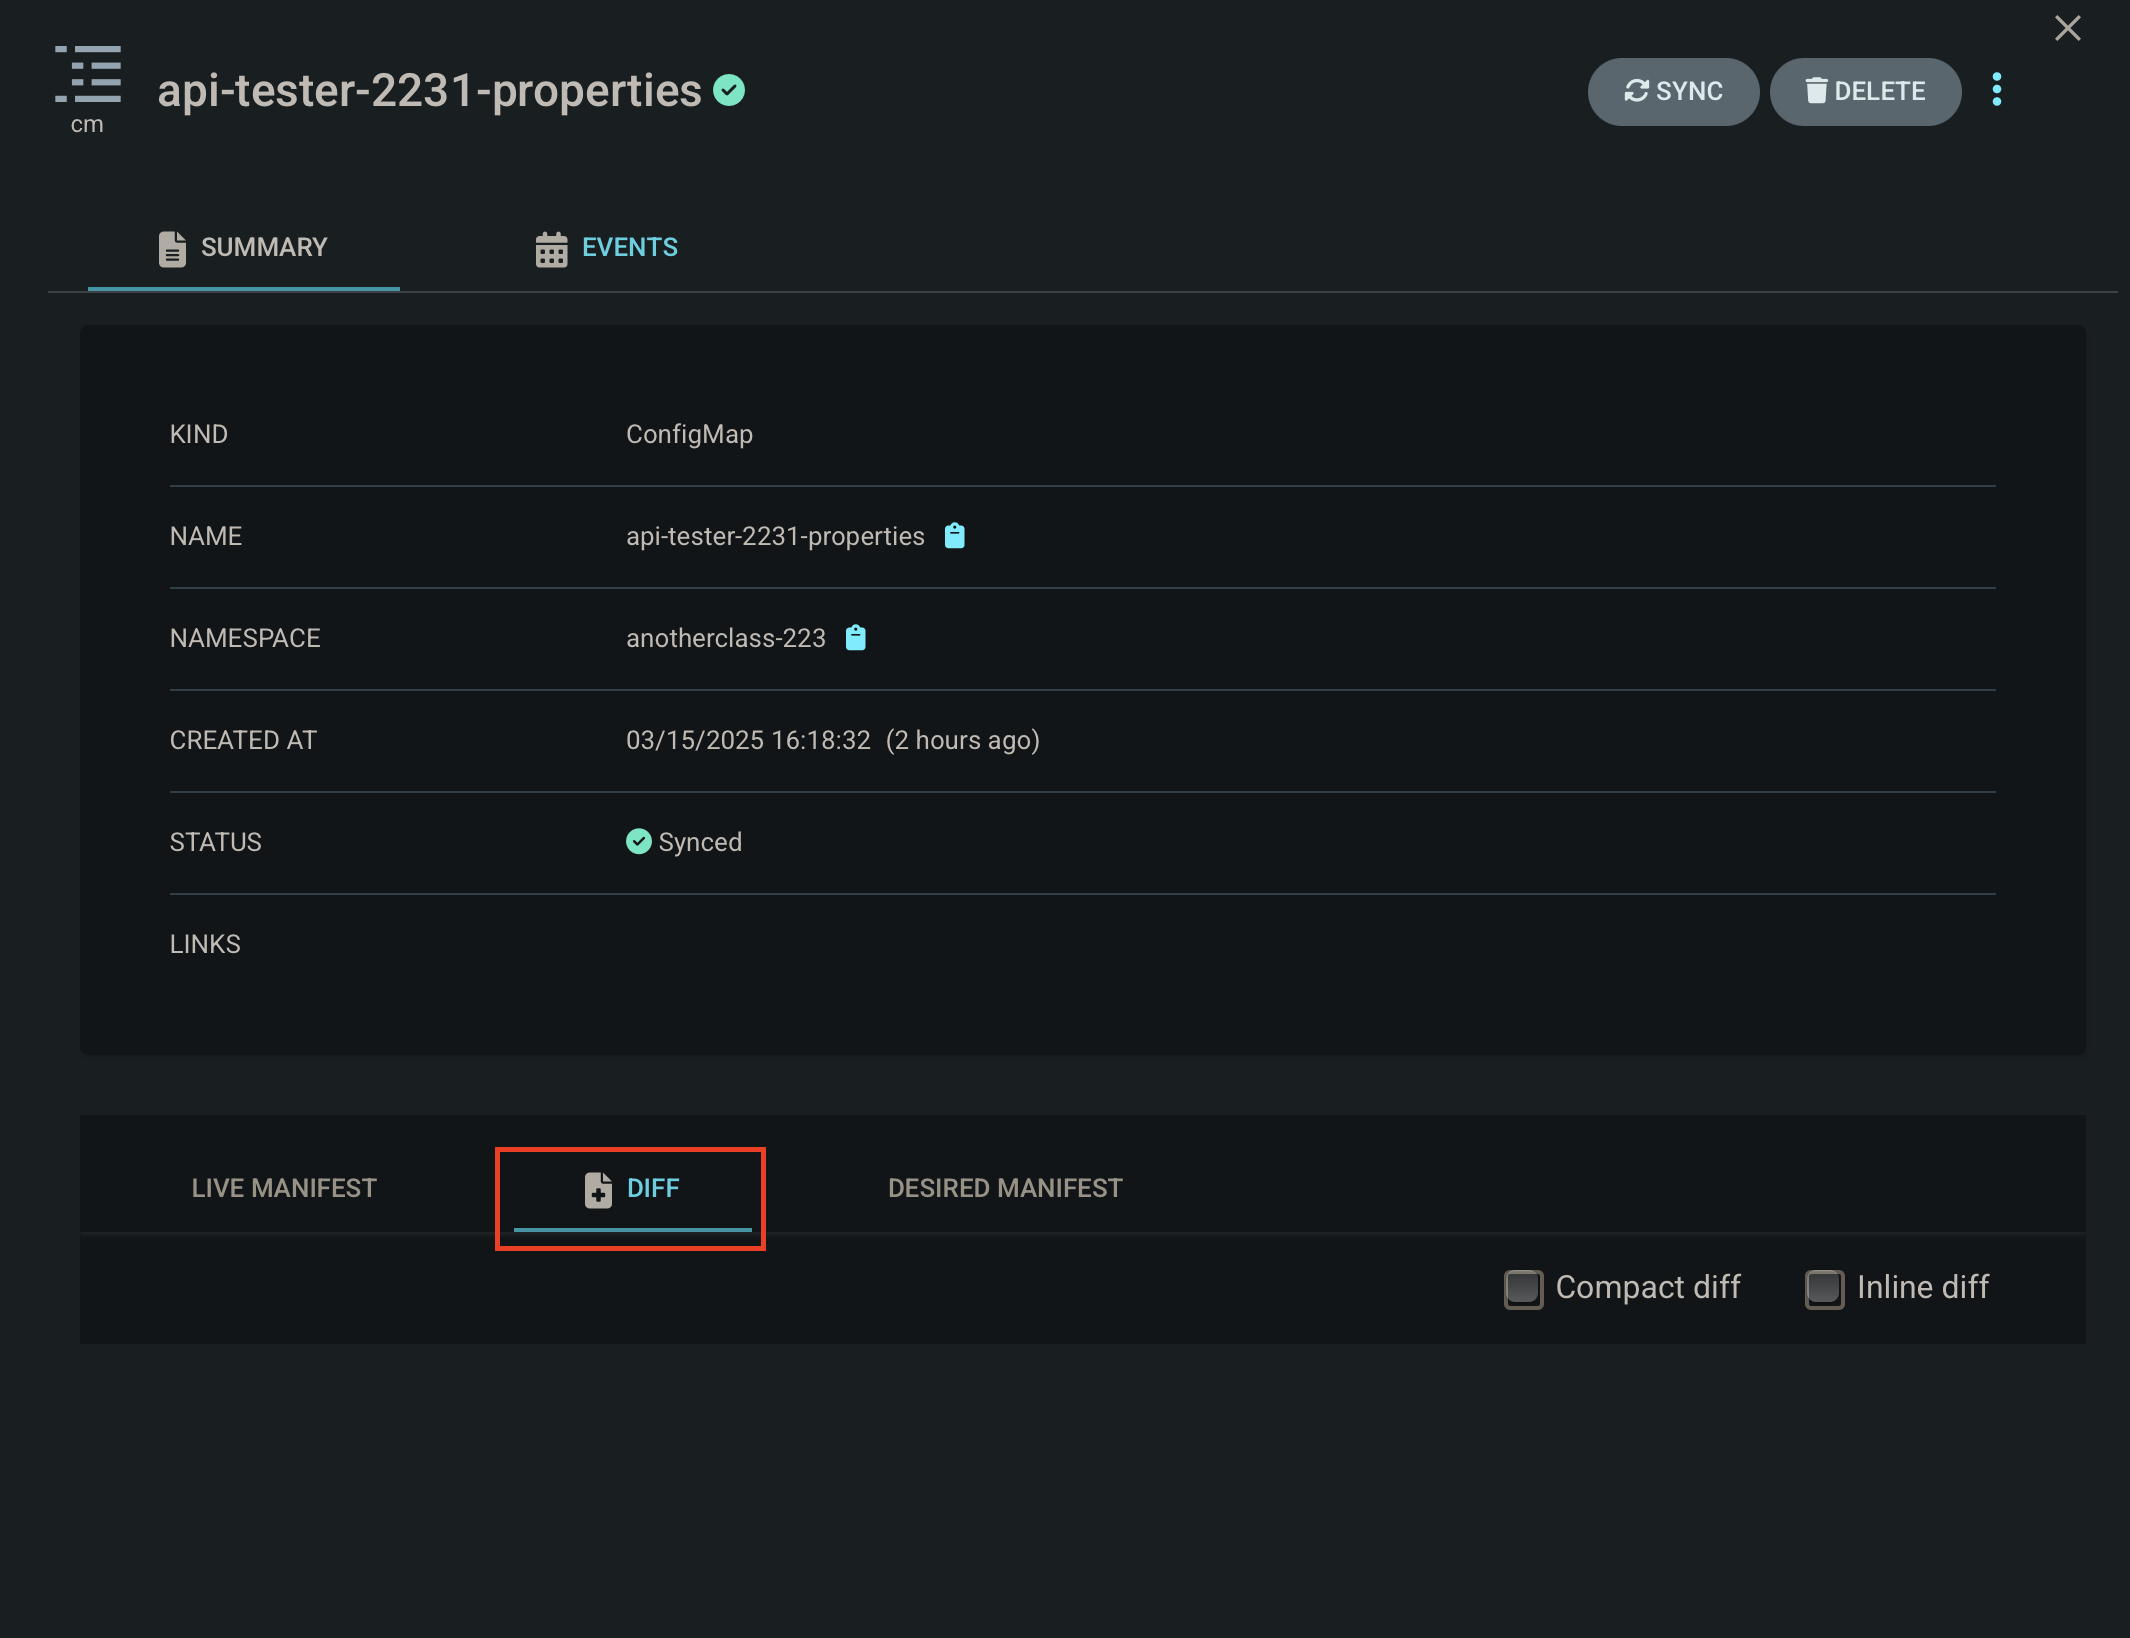 api-tester-2231-properties
cm
SYNC
DELETE
SUMMARY
EVENTS
KIND ConfigMap
NAME api-tester-2231-properties
NAMESPACE anotherclass-223
CREATED AT 03/15/2025 16:18:32 (2 hours ago)
STATUS Synced
LINKS
LIVE MANIFEST
DIFF
DESIRED MANIFEST
Compact diff
Inline diff